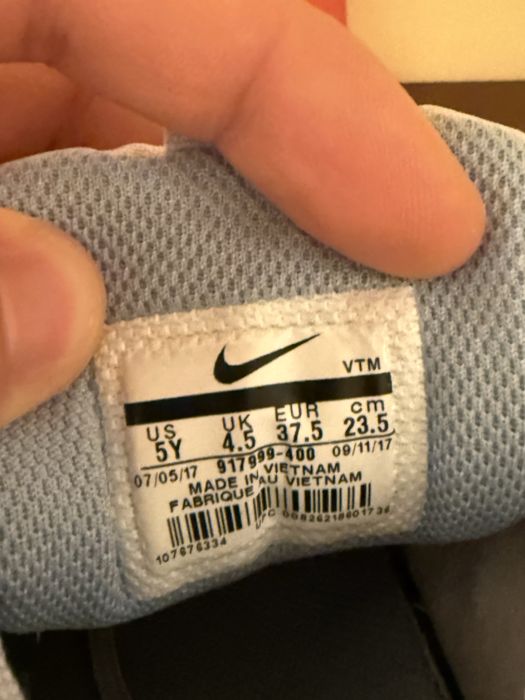 VTM
US UK EUR cm
5Y 4.5 37.5 23.5
07/05/17 917999-400 09/11/17
MADE IN VIETNAM
FABRIQUE AU VIETNAM
107676334